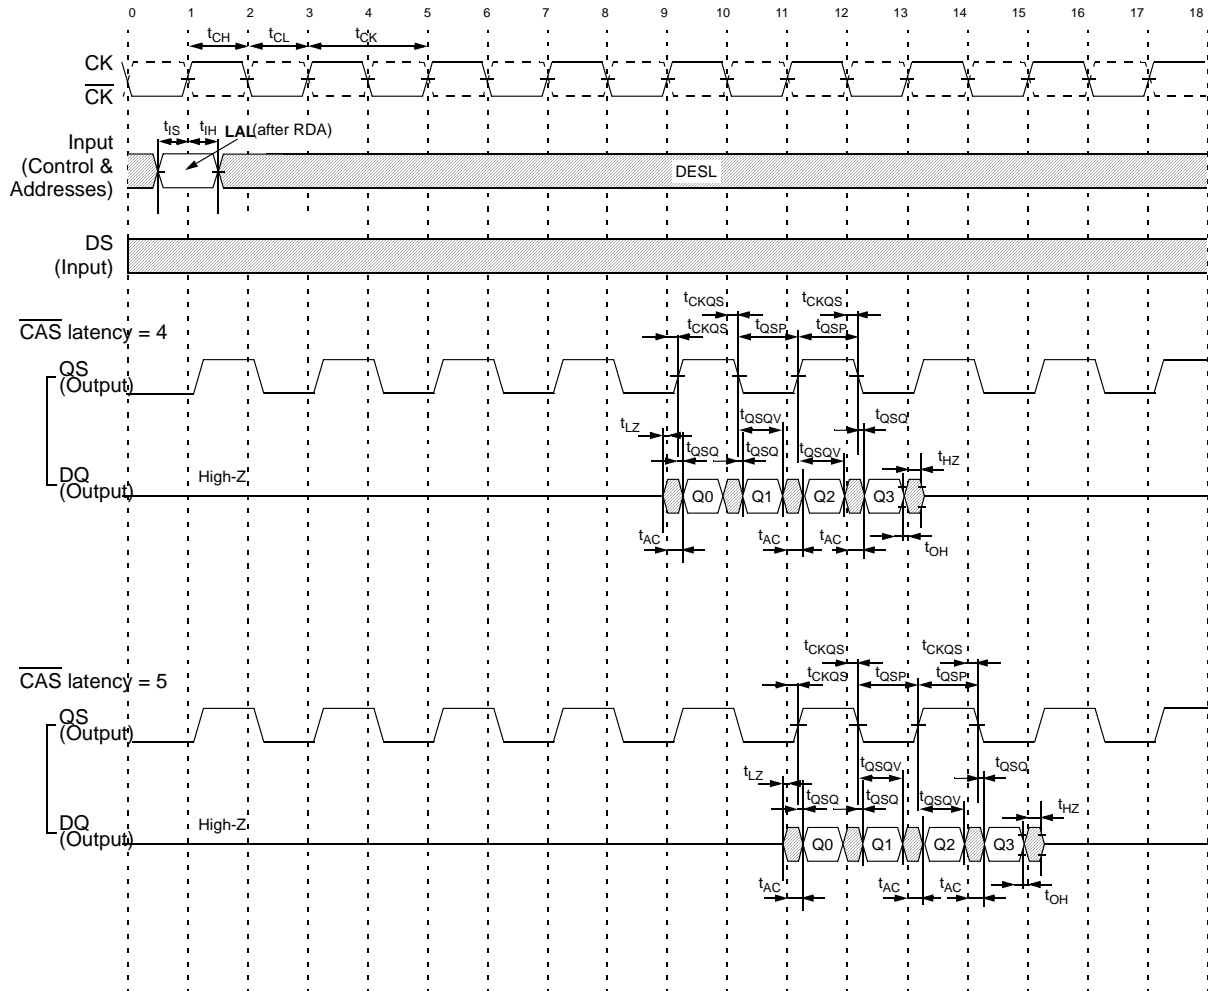 0 1 2 3 4 5 6 7 8 9 10 11 12 13 14 15 16 17 18
tCH tCL tCK
CK
CK
tIS tIH LAL(after RDA)
Input
(Control &
Addresses)
DESL
DS
(Input)
tCKQS tCKQS
CAS latency = 4
tCKQS tQSP tQSP
QS
(Output)
tLZ tQSQV tQSQ
tQSQ tQSQ tQSQV tHZ
DQ
(Output)
High-Z
Q0 Q1 Q2 Q3
tAC tAC tAC tOH
tCKQS tCKQS
CAS latency = 5
tCKQS tQSP tQSP
QS
(Output)
tLZ tQSQV tQSQ
tQSQ tQSQ tQSQV tHZ
DQ
(Output)
High-Z
Q0 Q1 Q2 Q3
tAC tAC tAC tOH